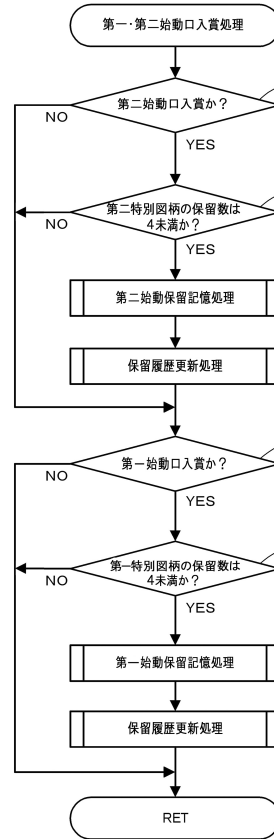 第一・第二始動口入賞処理
第二始動口入賞か？
NO
YES
第二特別図柄の保留数は
4未満か？
NO
YES
第二始動保留記憶処理
保留履歴更新処理
第一始動口入賞か？
NO
YES
第一特別図柄の保留数は
4未満か？
NO
YES
第一始動保留記憶処理
保留履歴更新処理
RET